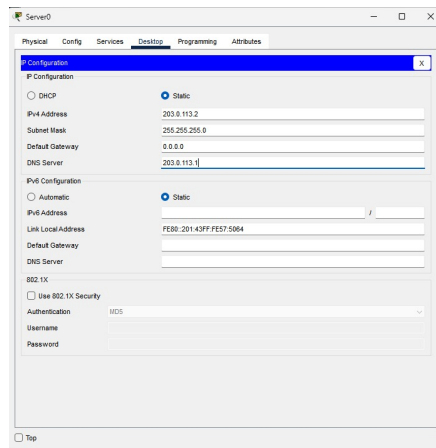 Server0
Physical Config Services Desktop Programming Attributes
IP Configuration X
IP Configuration
DHCP Static
IPv4 Address 203.0.113.2
Subnet Mask 255.255.255.0
Default Gateway 0.0.0.0
DNS Server 203.0.113.1
IPv6 Configuration
Automatic Static
IPv6 Address /
Link Local Address FE80::201:43FF:FE57:5064
Default Gateway
DNS Server
802.1X
Use 802.1X Security
Authentication MD5
Username
Password
Top